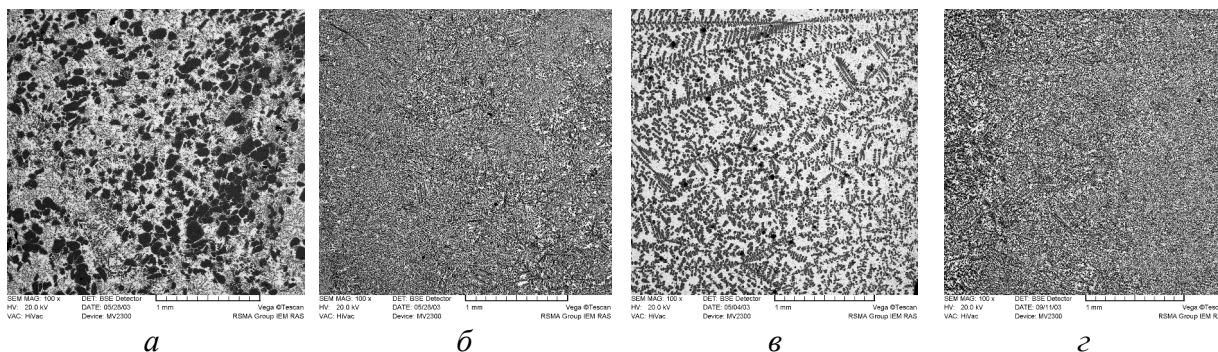 SEM MAG: 100 x DET: BSE Detector
HV: 20.0 kV DATE: 05/28/03 1 mm Vega ©Tescan
VAC: HiVac Device: MV2300 RSMA Group IEM RAS
SEM MAG: 100 x DET: BSE Detector
HV: 20.0 kV DATE: 05/28/03 1 mm Vega ©Tescan
VAC: HiVac Device: MV2300 RSMA Group IEM RAS
SEM MAG: 100 x DET: BSE Detector
HV: 20.0 kV DATE: 05/04/03 1 mm Vega ©Tescan
VAC: HiVac Device: MV2300 RSMA Group IEM RAS
SEM MAG: 100 x DET: BSE Detector
HV: 20.0 kV DATE: 09/11/03 1 mm Vega ©Tescan
VAC: HiVac Device: MV2300 RSMA Group IEM RAS
а б в г